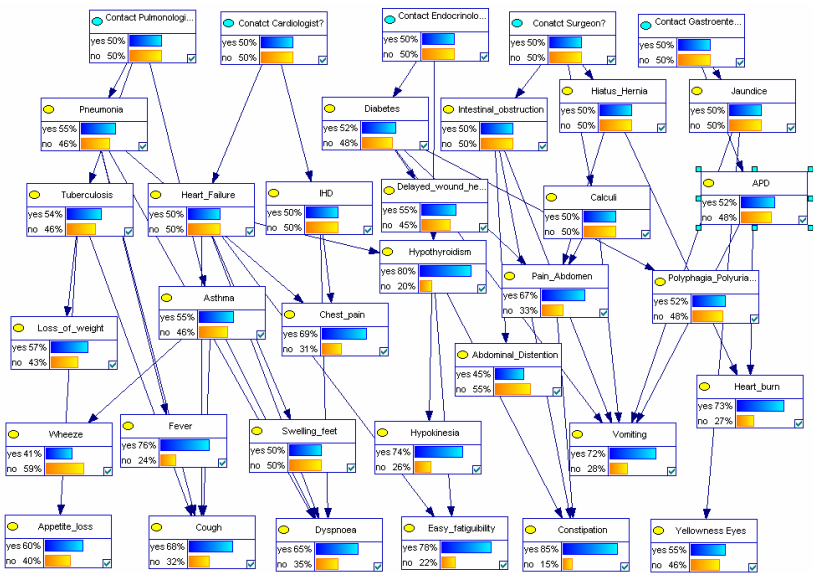 Contact Pulmonologi...
yes 50%
no 50%
Conatct Cardiologist?
yes 50%
no 50%
Contact Endocrinolo...
yes 50%
no 50%
Conatct Surgeon?
yes 50%
no 50%
Contact Gastroente...
yes 50%
no 50%
Pneumonia
yes 55%
no 46%
Diabetes
yes 52%
no 48%
Intestinal_obstruction
yes 50%
no 50%
Hiatus_Hernia
yes 50%
no 50%
Jaundice
yes 50%
no 50%
Tuberculosis
yes 54%
no 46%
Heart_Failure
yes 50%
no 50%
IHD
yes 50%
no 50%
Delayed_wound_he...
yes 55%
no 45%
Calculi
yes 50%
no 50%
APD
yes 52%
no 48%
Hypothyroidism
yes 80%
no 20%
Pain_Abdomen
yes 67%
no 33%
Polyphagia_Polyuria...
yes 52%
no 48%
Loss_of_weight
yes 57%
no 43%
Asthma
yes 55%
no 46%
Chest_pain
yes 69%
no 31%
Abdominal_Distention
yes 45%
no 55%
Heart_burn
yes 73%
no 27%
Wheeze
yes 41%
no 59%
Fever
yes 76%
no 24%
Swelling_feet
yes 50%
no 50%
Hypokinesia
yes 74%
no 26%
Vomiting
yes 72%
no 28%
Appetite_loss
yes 60%
no 40%
Cough
yes 68%
no 32%
Dyspnoea
yes 65%
no 35%
Easy_fatiguibility
yes 78%
no 22%
Constipation
yes 85%
no 15%
Yellowness Eyes
yes 55%
no 46%